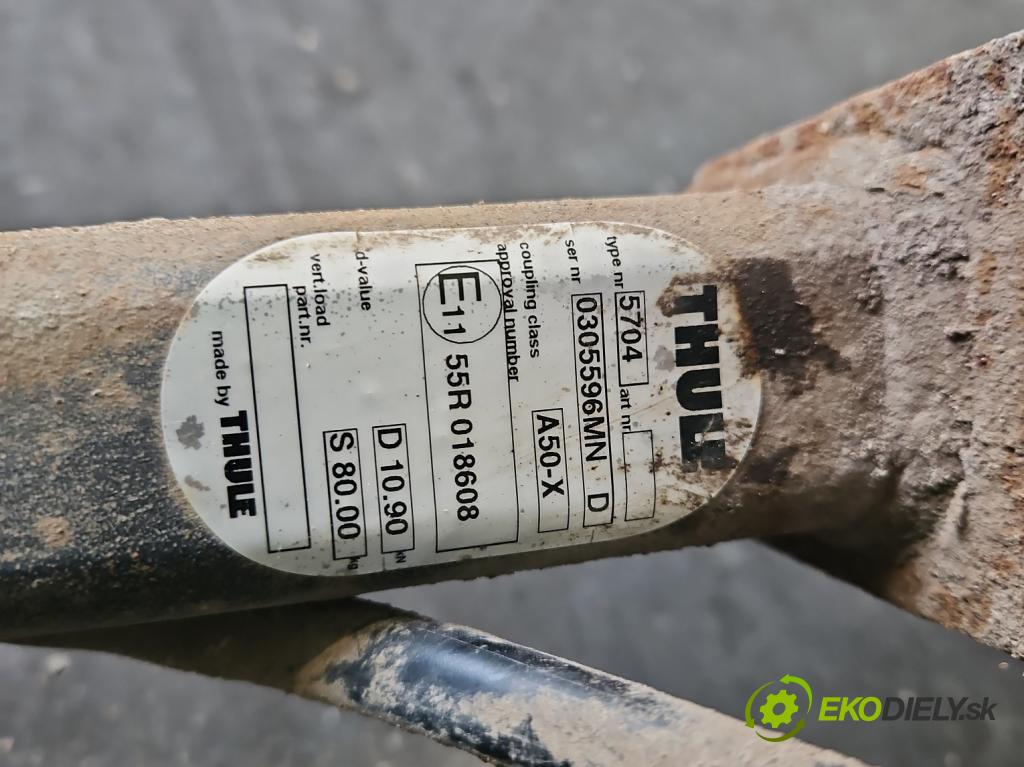 THULE
type nr 5704 art nr
ser nr 0305596MN D
coupling class A50-X
approval number
E11 55R 018608
d-value D 10.90 kN
vert.load S 80.00 kg
part.nr.
made by THULE
EKODIELY.sk